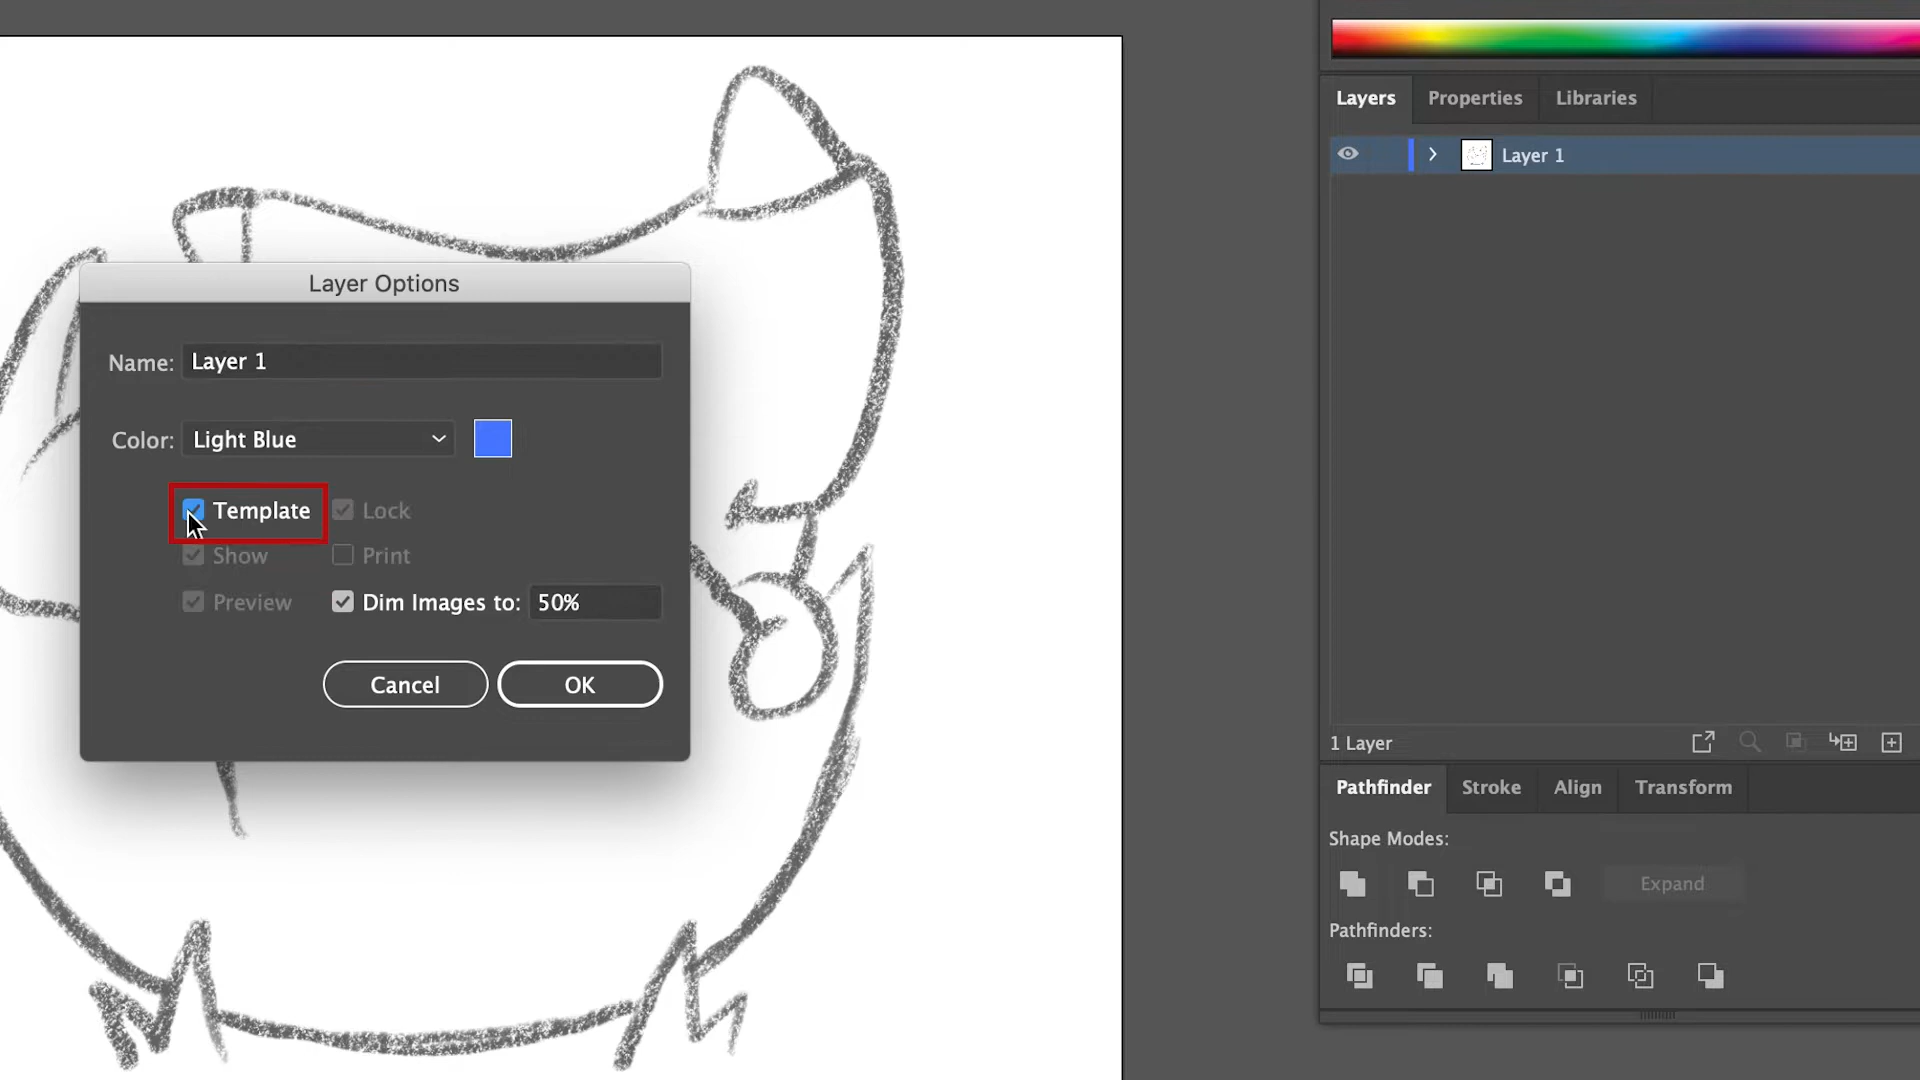 Layers Properties Libraries
Layer 1
Layer Options
Name: Layer 1
Color: Light Blue
Template Lock
Show Print
Preview Dim Images to: 50%
Cancel OK
1 Layer
Pathfinder Stroke Align Transform
Shape Modes:
Expand
Pathfinders: